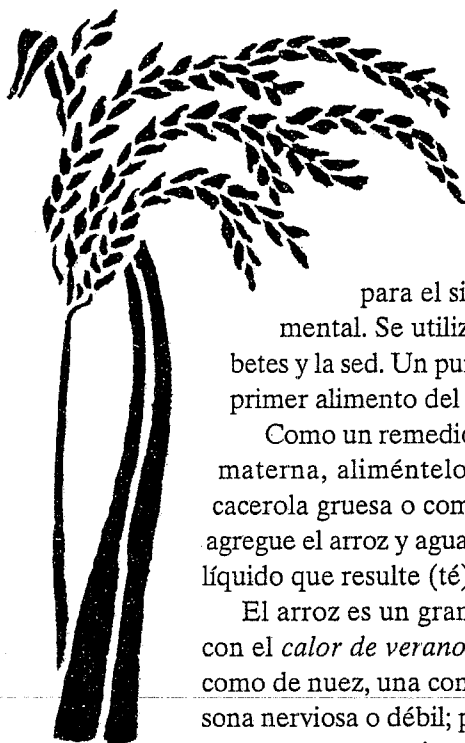 para el si
mental. Se utiliz
betes y la sed. Un pu
primer alimento del
Como un remedi
materna, aliméntelo
cacerola gruesa o com
agregue el arroz y agua
líquido que resulte (té)
El arroz es un gran
con el calor de verano
como de nuez, una con
sona nerviosa o débil; p